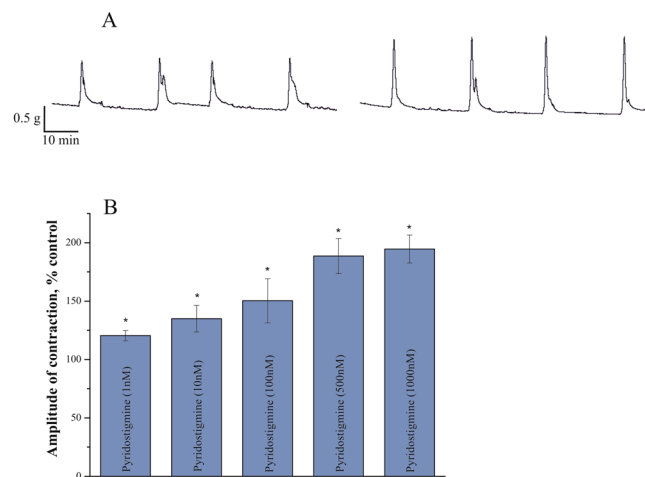 A
0.5 g
10 min
B
Amplitude of contraction, % control
200
150
100
50
0
* * * * *
Pyridostigmine (1nM)
Pyridostigmine (10nM)
Pyridostigmine (100nM)
Pyridostigmine (500nM)
Pyridostigmine (1000nM)